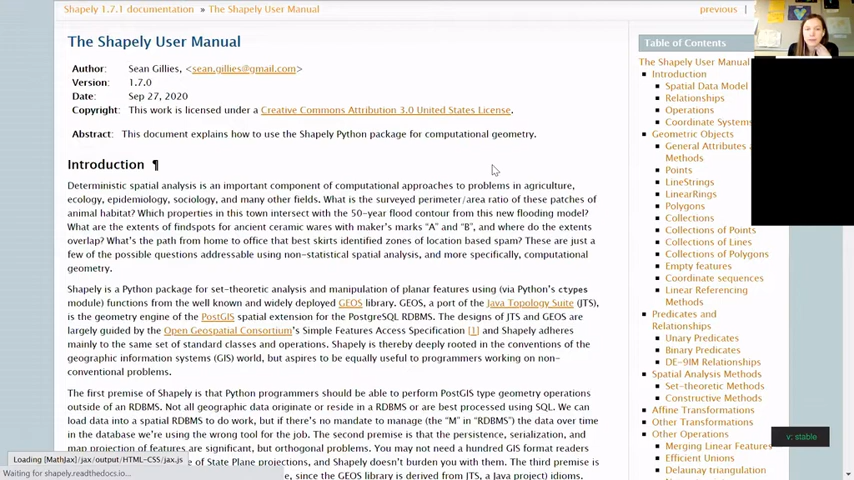 Shapely 1.7.1 documentation » The Shapely User Manual
previous |
The Shapely User Manual
Author: Sean Gillies, <sean.gillies@gmail.com>
Version: 1.7.0
Date: Sep 27, 2020
Copyright: This work is licensed under a Creative Commons Attribution 3.0 United States License.
Abstract: This document explains how to use the Shapely Python package for computational geometry.
Introduction ¶
Deterministic spatial analysis is an important component of computational approaches to problems in agriculture,
ecology, epidemiology, sociology, and many other fields. What is the surveyed perimeter/area ratio of these patches of
animal habitat? Which properties in this town intersect with the 50-year flood contour from this new flooding model?
What are the extents of findspots for ancient ceramic wares with maker's marks "A" and "B", and where do the extents
overlap? What's the path from home to office that best skirts identified zones of location based spam? These are just a
few of the possible questions addressable using non-statistical spatial analysis, and more specifically, computational
geometry.
Shapely is a Python package for set-theoretic analysis and manipulation of planar features using (via Python's ctypes
module) functions from the well known and widely deployed GEOS library. GEOS, a port of the Java Topology Suite (JTS),
is the geometry engine of the PostGIS spatial extension for the PostgreSQL RDBMS. The designs of JTS and GEOS are
largely guided by the Open Geospatial Consortium's Simple Features Access Specification [1] and Shapely adheres
mainly to the same set of standard classes and operations. Shapely is thereby deeply rooted in the conventions of the
geographic information systems (GIS) world, but aspires to be equally useful to programmers working on non-
conventional problems.
The first premise of Shapely is that Python programmers should be able to perform PostGIS type geometry operations
outside of an RDBMS. Not all geographic data originate or reside in a RDBMS or are best processed using SQL. We can
load data into a spatial RDBMS to do work, but if there's no mandate to manage (the "M" in "RDBMS") the data over time
in the database we're using the wrong tool for the job. The second premise is that the persistence, serialization, and
map projection of features are significant, but orthogonal problems. You may not need a hundred GIS format readers
of State Plane projections, and Shapely doesn't burden you with them. The third premise is
, since the GEOS library is derived from JTS, a Java project) idioms.
Loading [MathJax]/jax/output/HTML-CSS/jax.js
Waiting for shapely.readthedocs.io...
Table of Contents
The Shapely User Manual
Introduction
Spatial Data Model
Relationships
Operations
Coordinate Systems
Geometric Objects
General Attributes
Methods
Points
LineStrings
LinearRings
Polygons
Collections
Collections of Points
Collections of Lines
Collections of Polygons
Empty features
Coordinate sequences
Linear Referencing
Methods
Predicates and
Relationships
Unary Predicates
Binary Predicates
DE-9IM Relationships
Spatial Analysis Methods
Set-theoretic Methods
Constructive Methods
Affine Transformations
Other Transformations
Other Operations
Merging Linear Features
Efficient Unions
Delaunay triangulation
v: stable